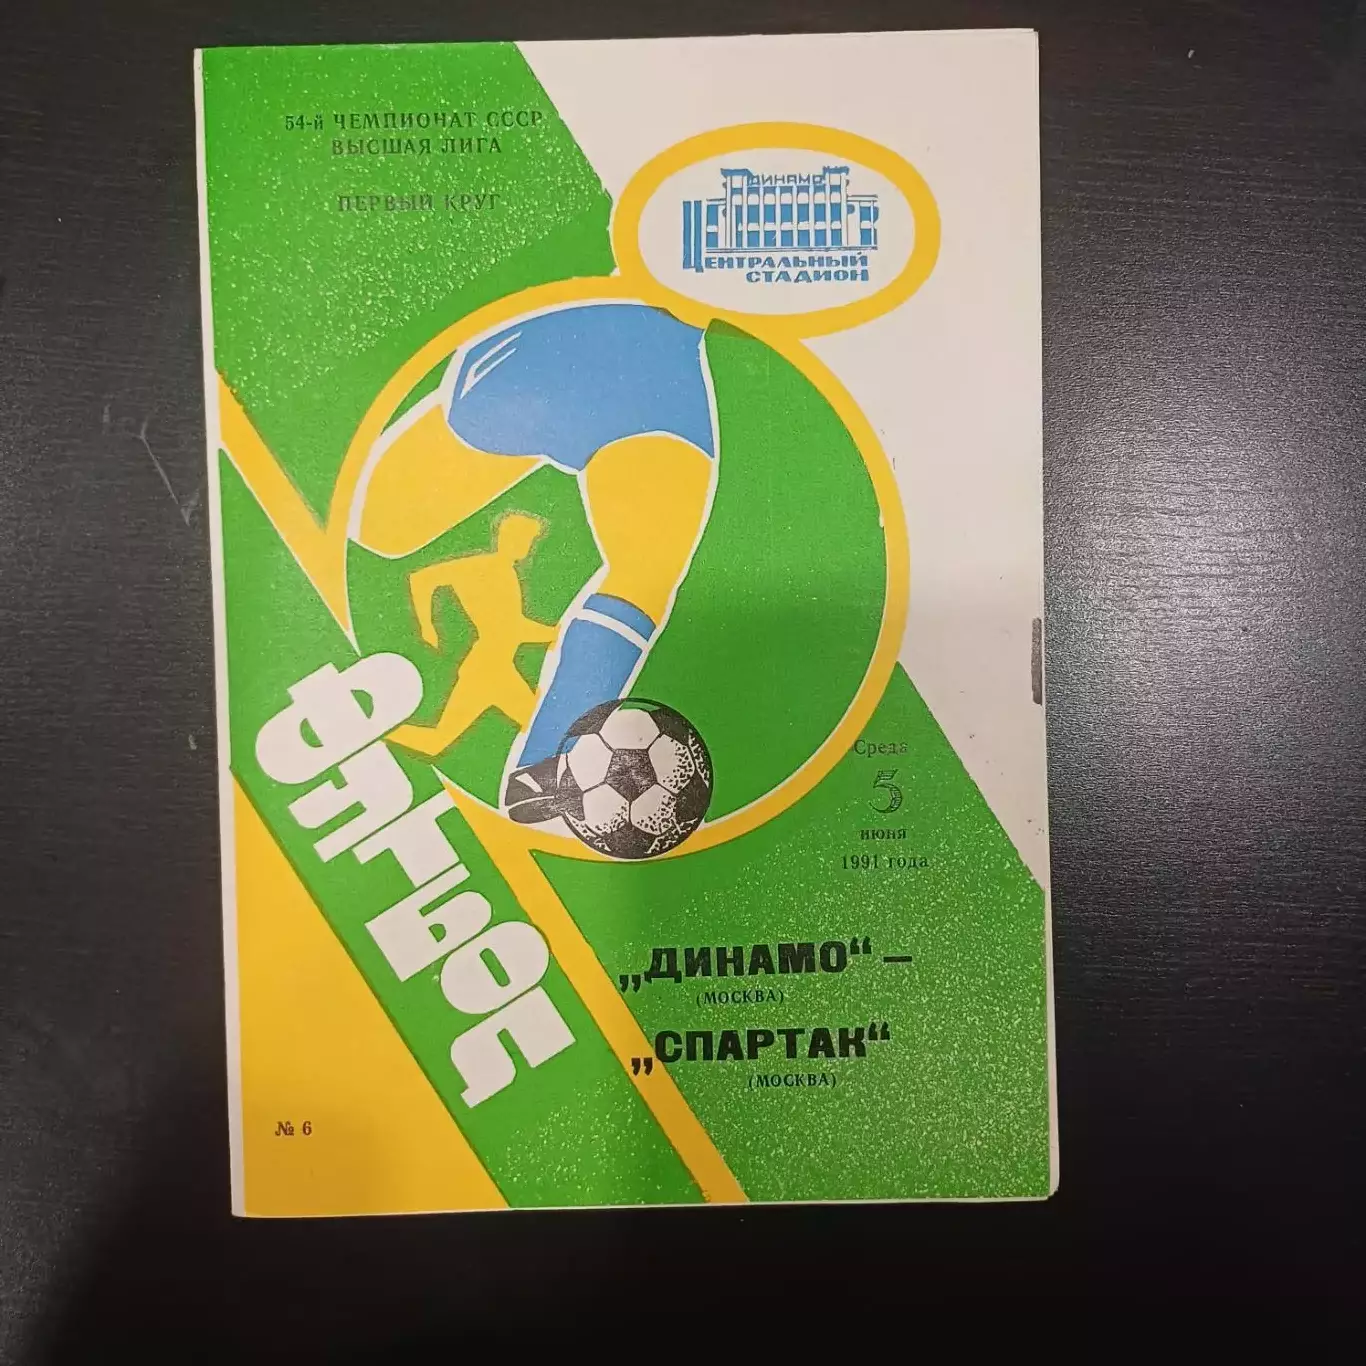 54-й ЧЕМПИОНАТ СССР
ВЫСШАЯ ЛИГА
ПЕРВЫЙ КРУГ
ДИНАМО
ЦЕНТРАЛЬНЫЙ
СТАДИОН
ФУТБОЛ
Среда
5
июня
1991 года
„ДИНАМО“ –
(МОСКВА)
„СПАРТАК“
(МОСКВА)
№ 6